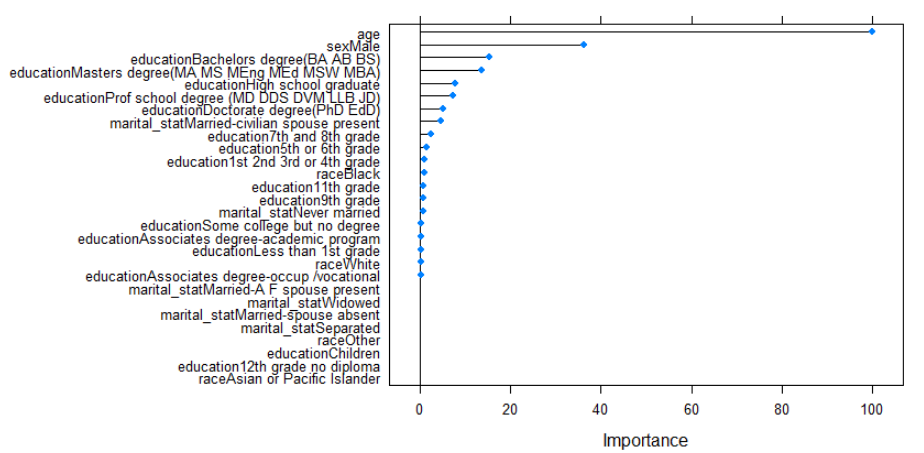 age
sexMale
educationBachelors degree(BA AB BS)
educationMasters degree(MA MS MEng MEd MSW MBA)
educationHigh school graduate
educationProf school degree (MD DDS DVM LLB JD)
educationDoctorate degree(PhD EdD)
marital_statMarried-civilian spouse present
education7th and 8th grade
education5th or 6th grade
education1st 2nd 3rd or 4th grade
raceBlack
education11th grade
education9th grade
marital_statNever married
educationSome college but no degree
educationAssociates degree-academic program
educationLess than 1st grade
raceWhite
educationAssociates degree-occup /vocational
marital_statMarried-A F spouse present
marital_statWidowed
marital_statMarried-spouse absent
marital_statSeparated
raceOther
educationChildren
education12th grade no diploma
raceAsian or Pacific Islander
0 20 40 60 80 100
Importance